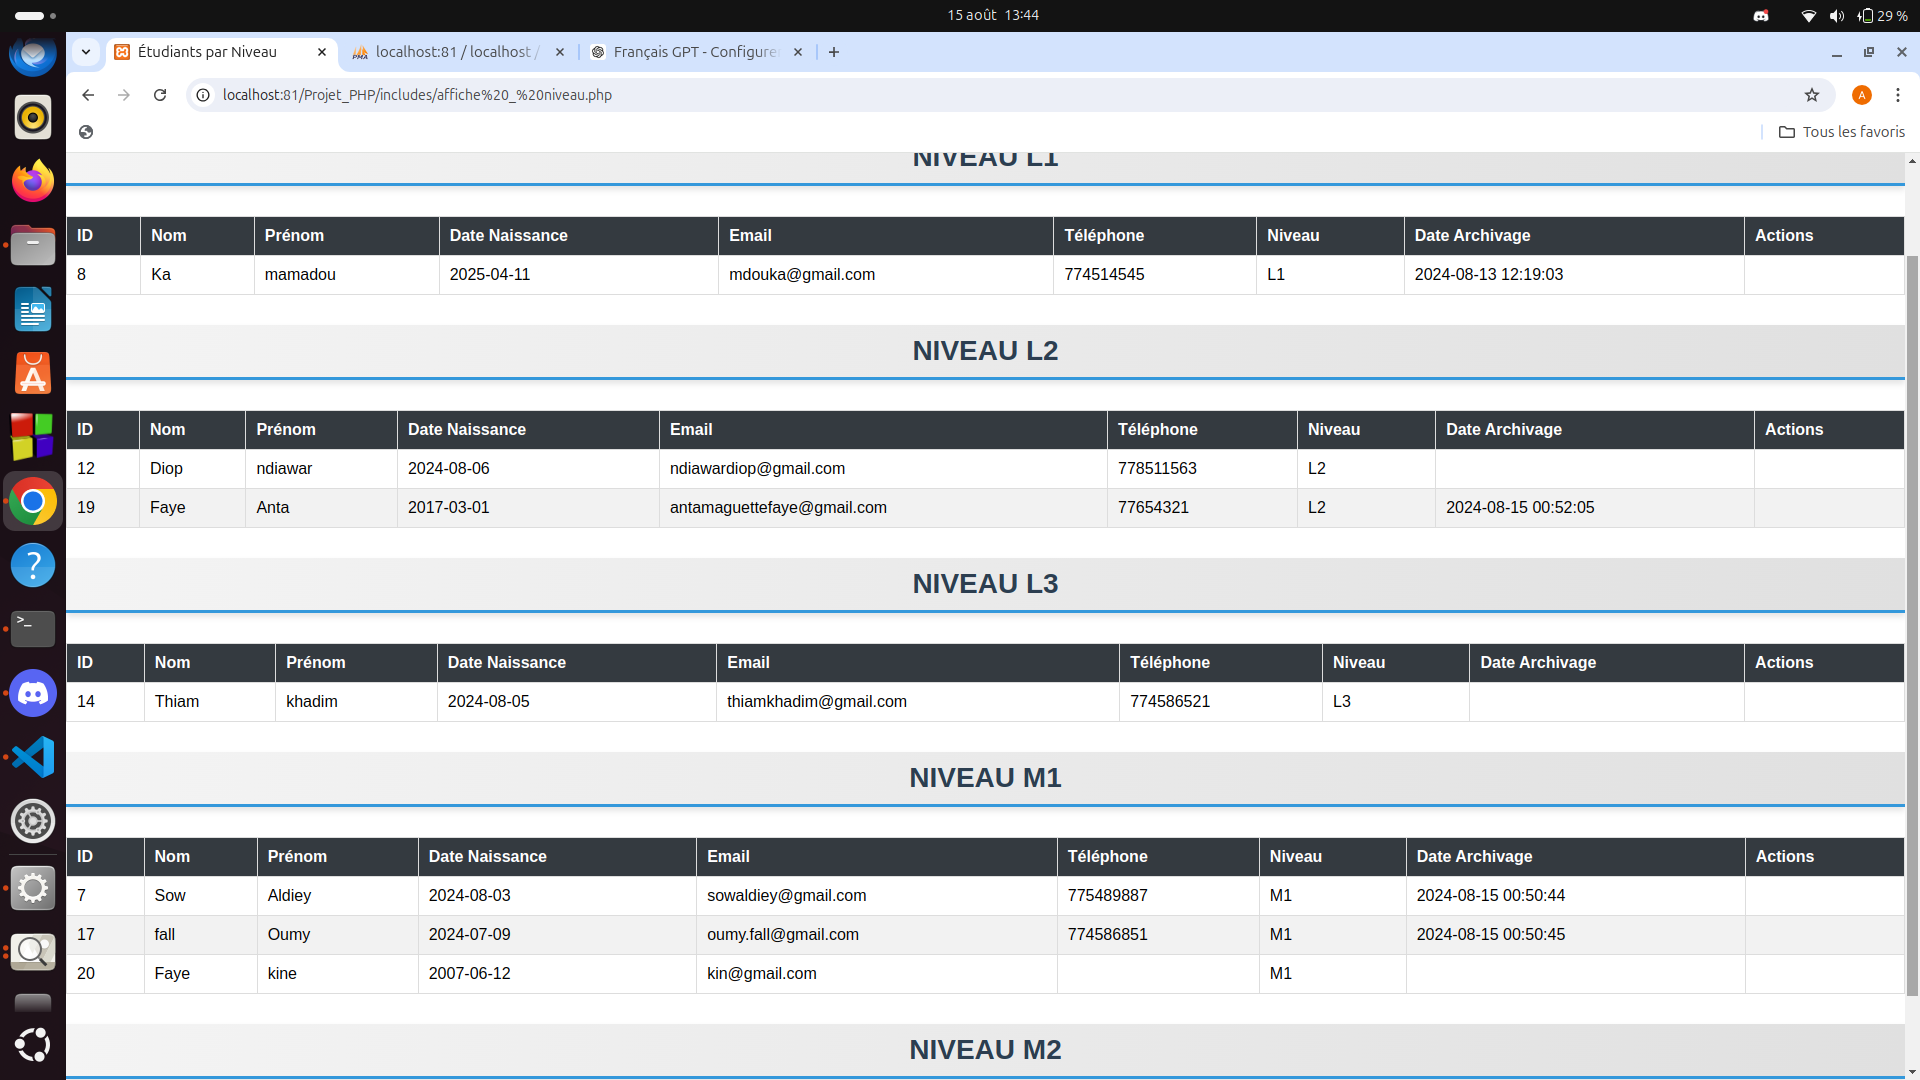 15 août 13:44
29 %
Étudiants par Niveau
localhost:81 / localhost /
Français GPT - Configurer
localhost:81/Projet_PHP/includes/affiche%20_%20niveau.php
A
Tous les favoris
NIVEAU L1
ID Nom Prénom Date Naissance Email Téléphone Niveau Date Archivage Actions
8 Ka mamadou 2025-04-11 mdouka@gmail.com 774514545 L1 2024-08-13 12:19:03
NIVEAU L2
ID Nom Prénom Date Naissance Email Téléphone Niveau Date Archivage Actions
12 Diop ndiawar 2024-08-06 ndiawardiop@gmail.com 778511563 L2
19 Faye Anta 2017-03-01 antamaguettefaye@gmail.com 77654321 L2 2024-08-15 00:52:05
NIVEAU L3
ID Nom Prénom Date Naissance Email Téléphone Niveau Date Archivage Actions
14 Thiam khadim 2024-08-05 thiamkhadim@gmail.com 774586521 L3
NIVEAU M1
ID Nom Prénom Date Naissance Email Téléphone Niveau Date Archivage Actions
7 Sow Aldiey 2024-08-03 sowaldiey@gmail.com 775489887 M1 2024-08-15 00:50:44
17 fall Oumy 2024-07-09 oumy.fall@gmail.com 774586851 M1 2024-08-15 00:50:45
20 Faye kine 2007-06-12 kin@gmail.com M1
NIVEAU M2